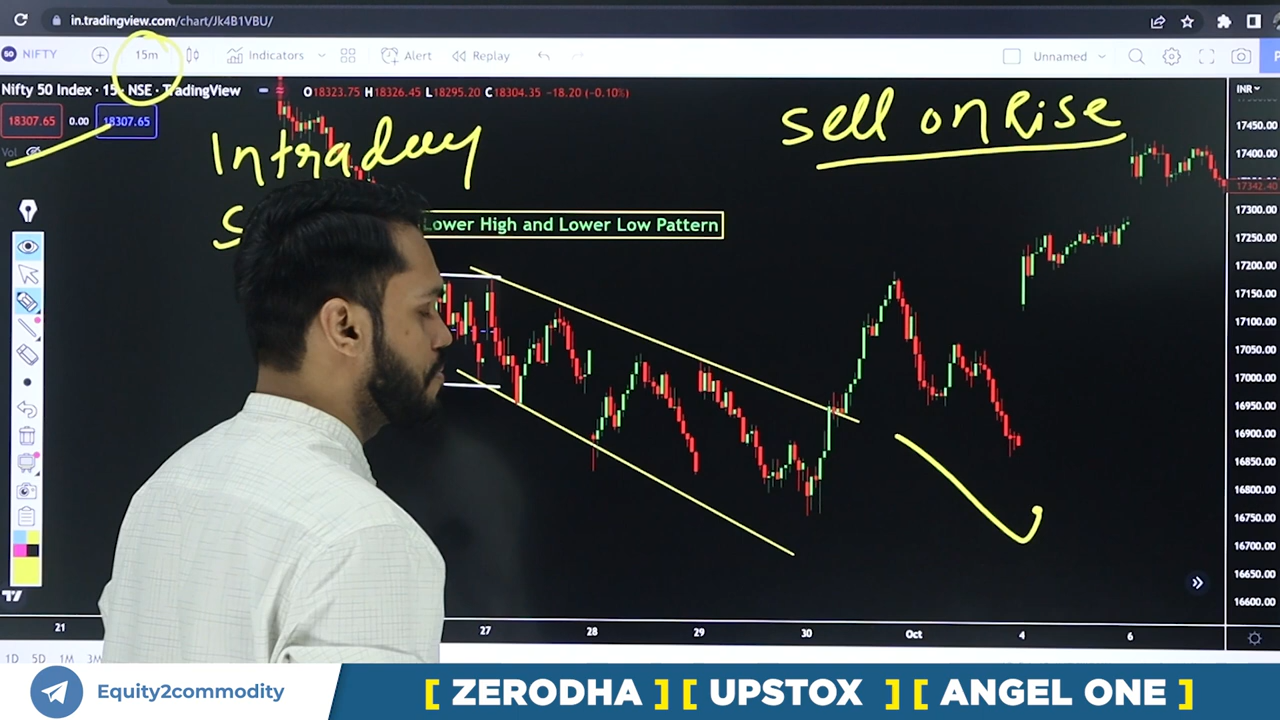 in.tradingview.com/chart/Jk4B1VBU/
50 NIFTY 15m Indicators Alert Replay Unnamed
Nifty 50 Index · 15 · NSE · TradingView O18323.75 H18326.45 L18295.20 C18304.35 -18.20 (-0.10%) INR
18307.65 0.00 18307.65
Vol
Intraday
S
sell on Rise
Lower High and Lower Low Pattern
17450.00
17400.00
17342.40
17300.00
17250.00
17200.00
17150.00
17100.00
17050.00
17000.00
16950.00
16900.00
16850.00
16800.00
16750.00
16700.00
16650.00
16600.00
21 27 28 29 30 Oct 4 6
1D 5D 1M 3M
Equity2commodity
[ ZERODHA ] [ UPSTOX ] [ ANGEL ONE ]